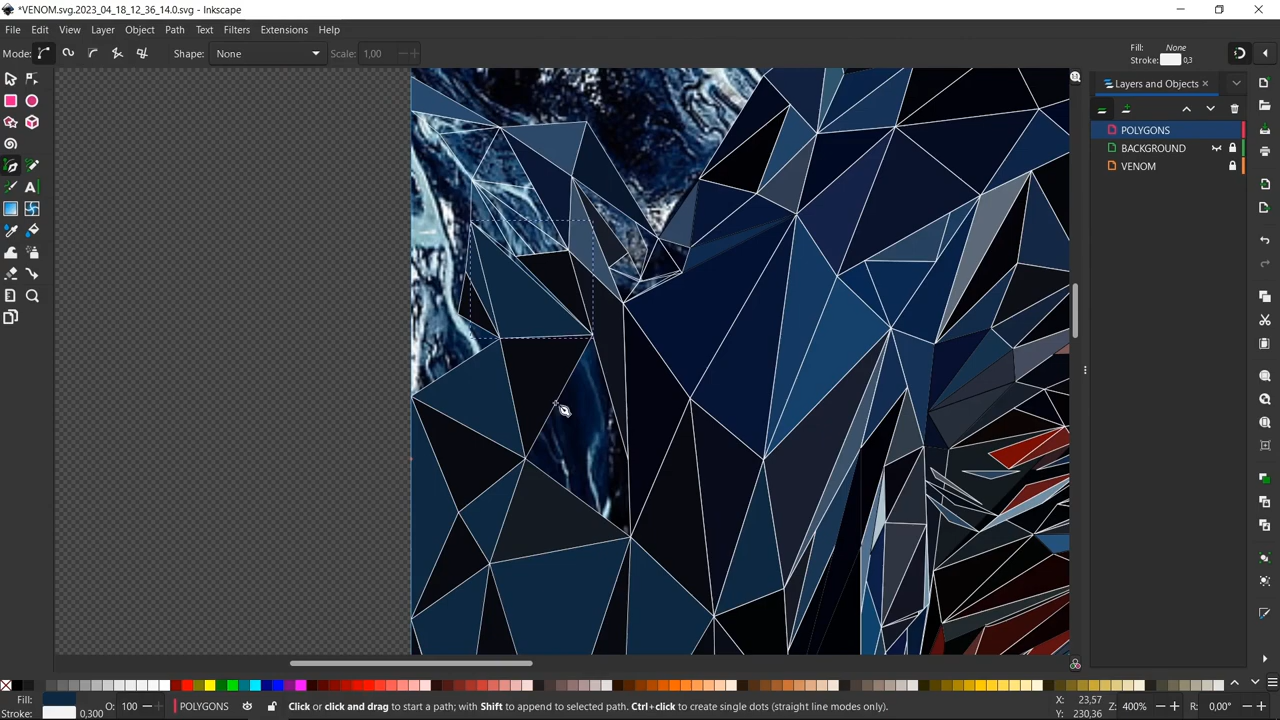 *VENOM.svg.2023_04_18_12_36_14.0.svg - Inkscape
File Edit View Layer Object Path Text Filters Extensions Help
Mode: Shape: None Scale: 1,00 Fill: None
Stroke: 0,3
Layers and Objects
POLYGONS
BACKGROUND
VENOM
Fill: 0,300 O: 100 POLYGONS Click or click and drag to start a path; with Shift to append to selected path. Ctrl+click to create single dots (straight line modes only). X: 23,57 Z: 400% R: 0,00°
Stroke: Y: 230,36